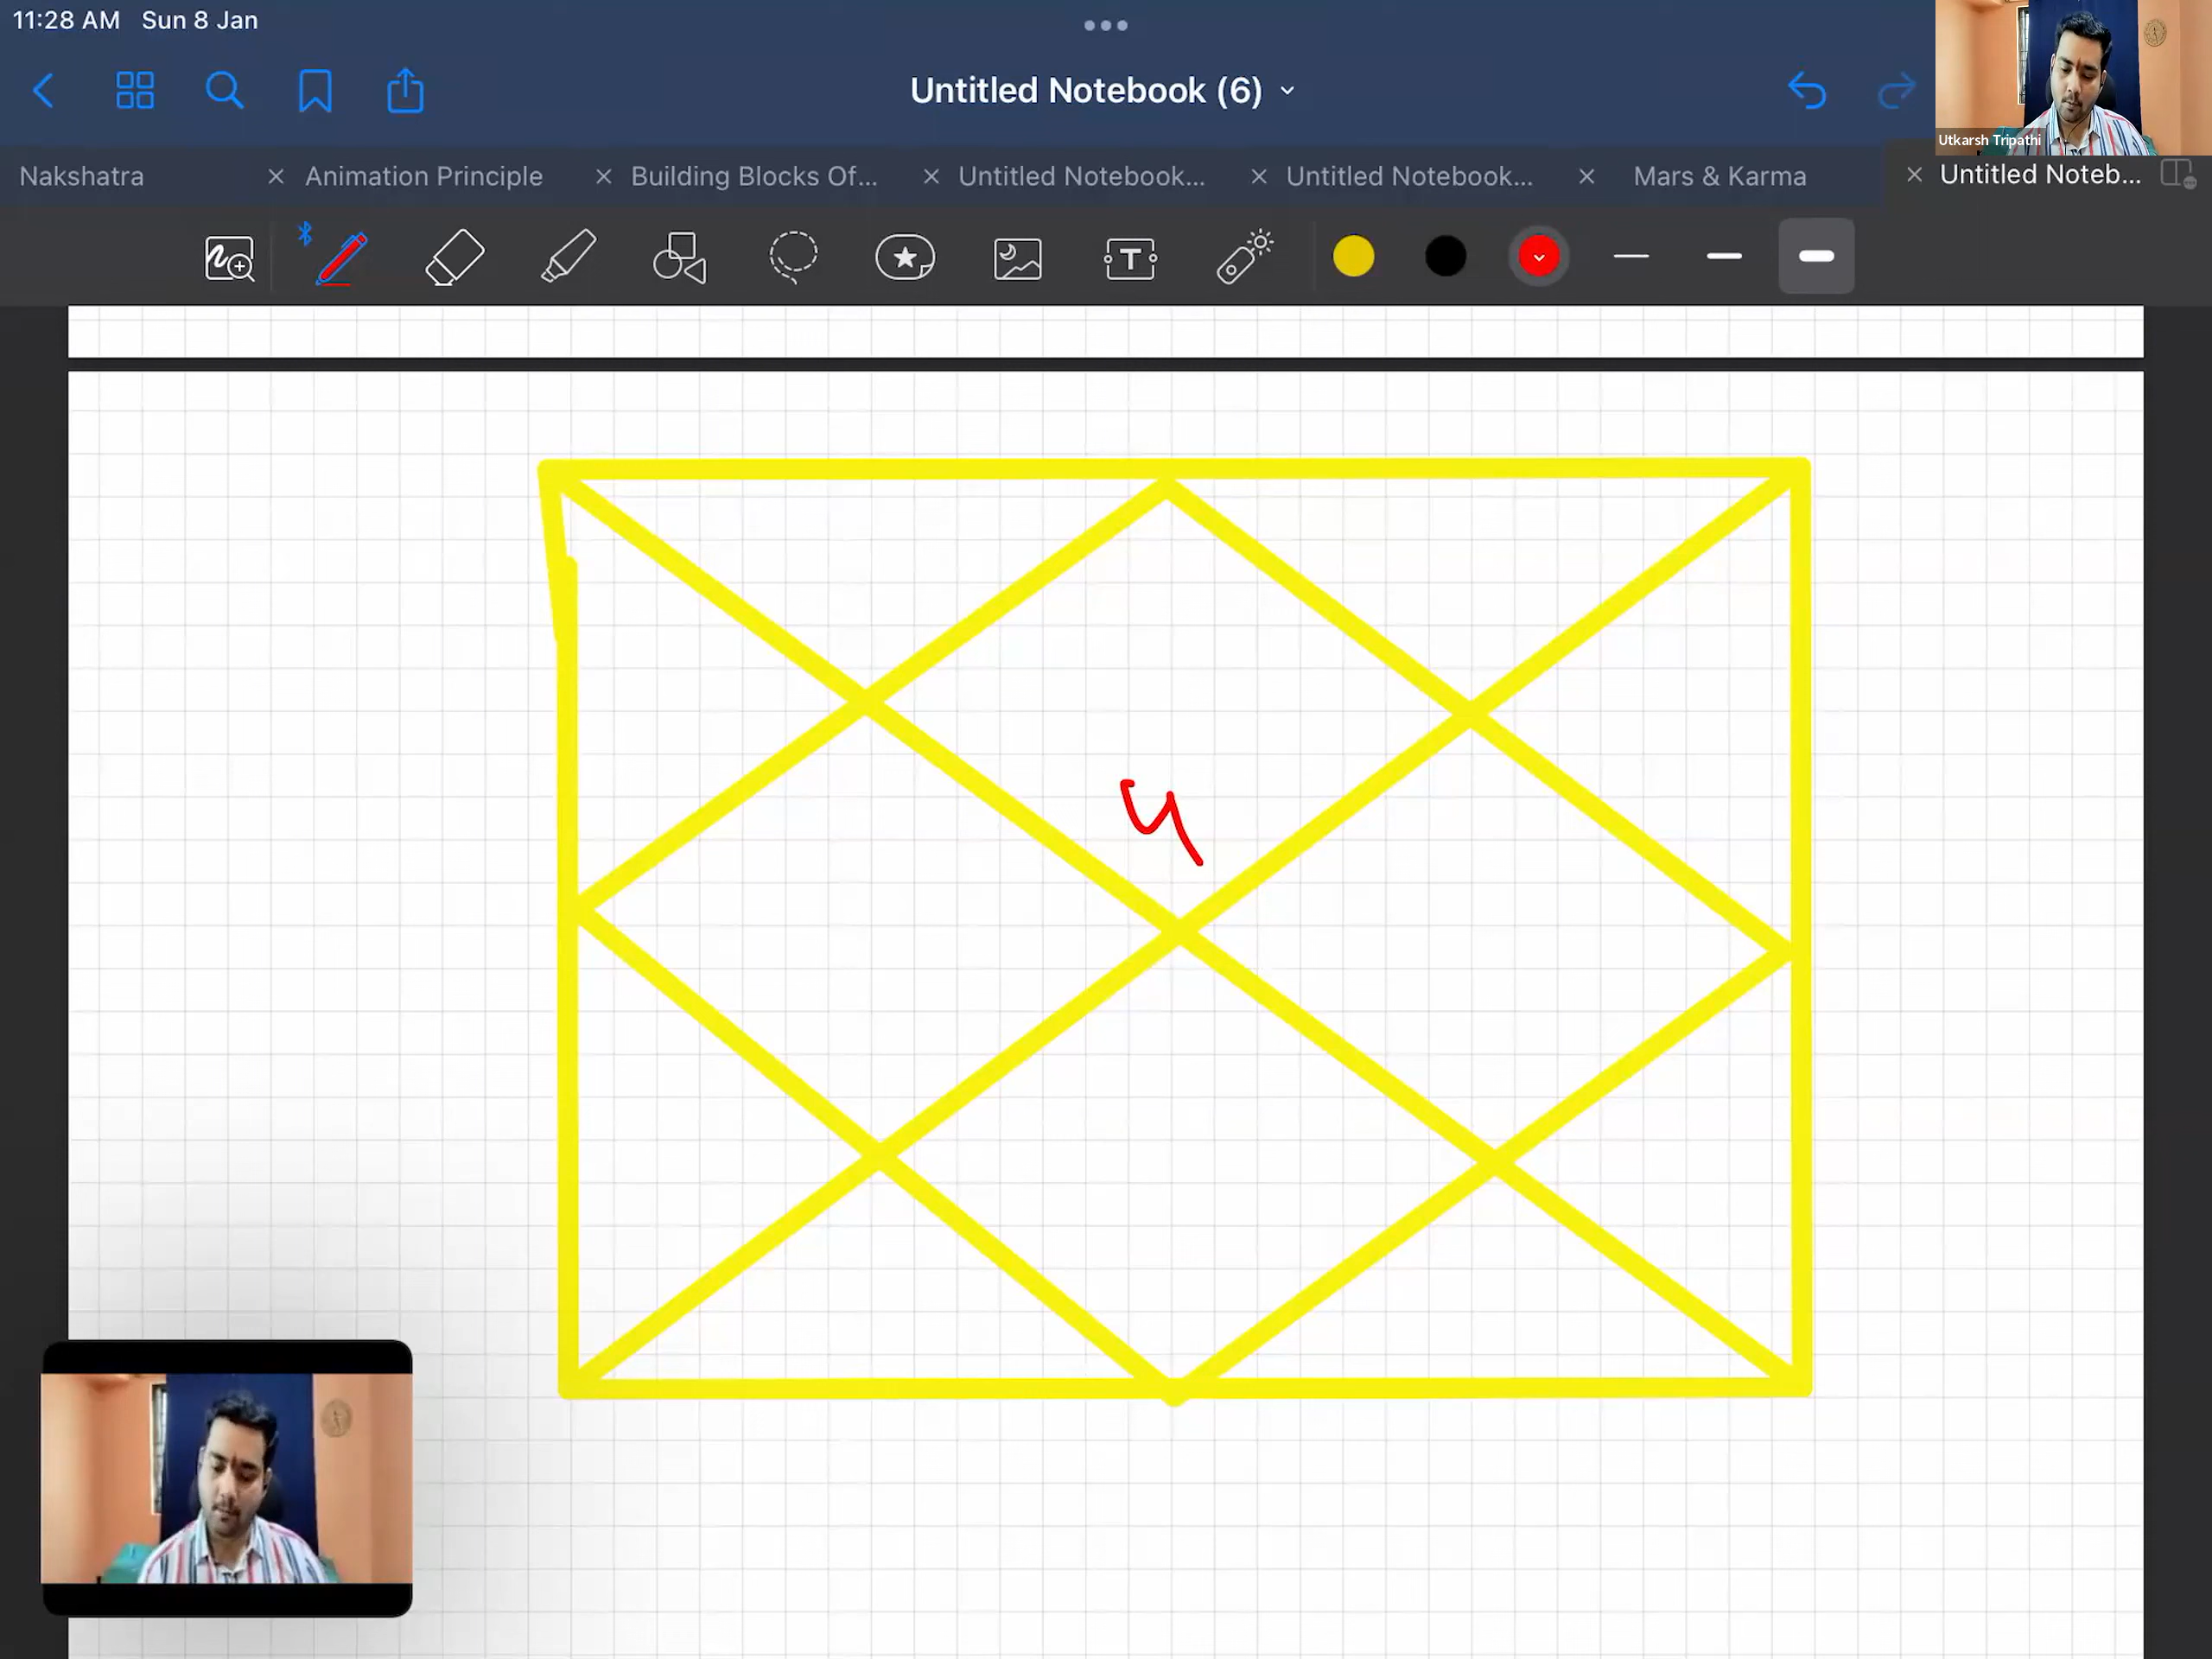 11:28 AM Sun 8 Jan
Untitled Notebook (6)
Utkarsh Tripathi
Nakshatra
Animation Principle
Building Blocks Of...
Untitled Notebook...
Untitled Notebook...
Mars & Karma
Untitled Noteb...
T